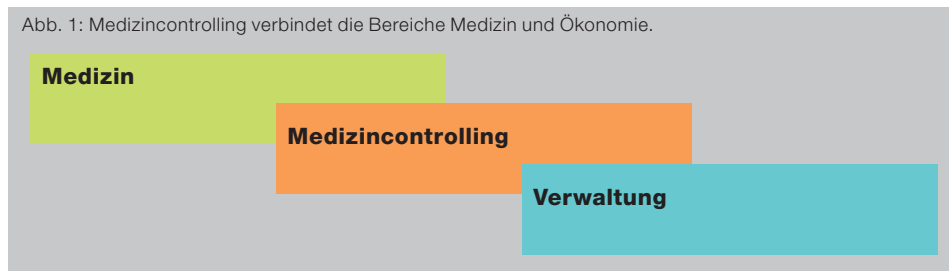 Abb. 1: Medizincontrolling verbindet die Bereiche Medizin und Ökonomie.
Medizin
Medizincontrolling
Verwaltung